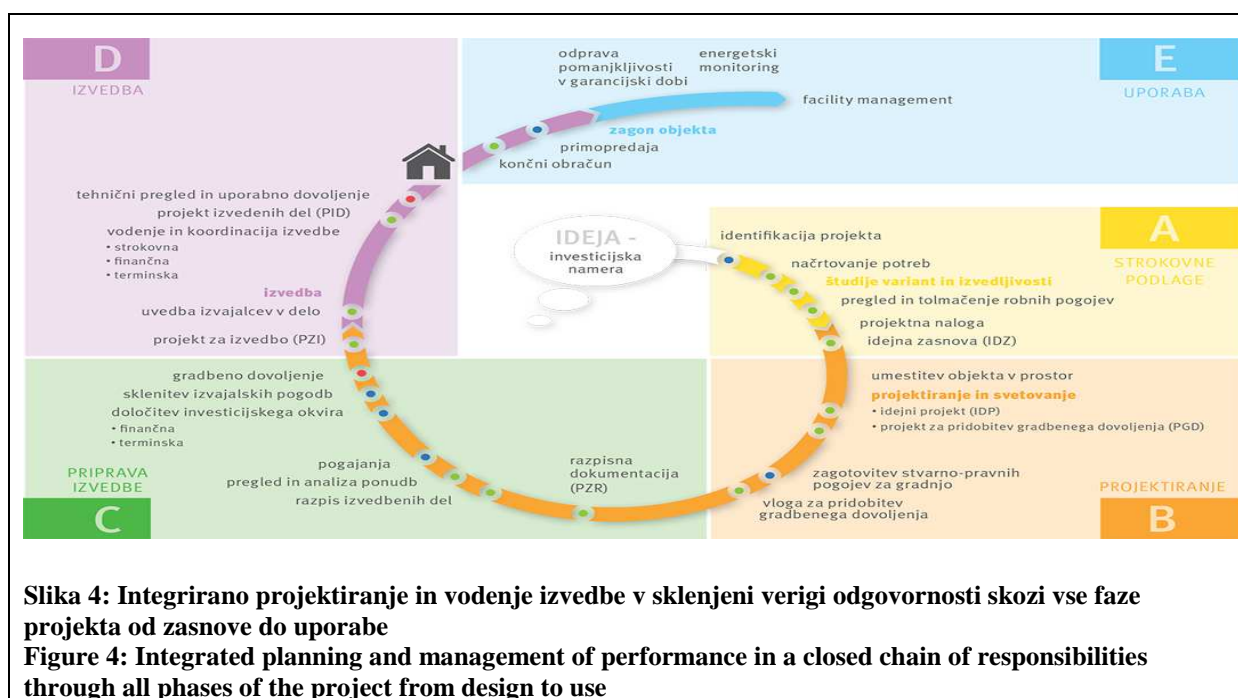 D
IZVEDBA
odprava
pomanjkljivosti
v garancijski dobi
energetski
monitoring
E
UPORABA
facility management
zagon objekta
primopredaja
končni obračun
tehnični pregled in uporabno dovoljenje
projekt izvedenih del (PID)
vodenje in koordinacija izvedbe
• strokovna
• finančna
• terminska
izvedba
uvedba izvajalcev v delo
projekt za izvedbo (PZI)
IDEJA -
investicijska
namera
identifikacija projekta
načrtovanje potreb
študije variant in izvedljivosti
pregled in tolmačenje robnih pogojev
projektna naloga
idejna zasnova (IDZ)
A
STROKOVNE
PODLAGE
gradbeno dovoljenje
sklenitev izvajalskih pogodb
določitev investicijskega okvira
• finančna
• terminska
pogajanja
pregled in analiza ponudb
razpis izvedbenih del
PRIPRAVA
IZVEDBE
C
razpisna
dokumentacija
(PZR)
umestitev objekta v prostor
projektiranje in svetovanje
• idejni projekt (IDP)
• projekt za pridobitev gradbenega dovoljenja (PGD)
zagotovitev stvarno-pravnih
pogojev za gradnjo
vloga za pridobitev
gradbenega dovoljenja
PROJEKTIRANJE
B
Slika 4: Integrirano projektiranje in vodenje izvedbe v sklenjeni verigi odgovornosti skozi vse faze
projekta od zasnove do uporabe
Figure 4: Integrated planning and management of performance in a closed chain of responsibilities
through all phases of the project from design to use